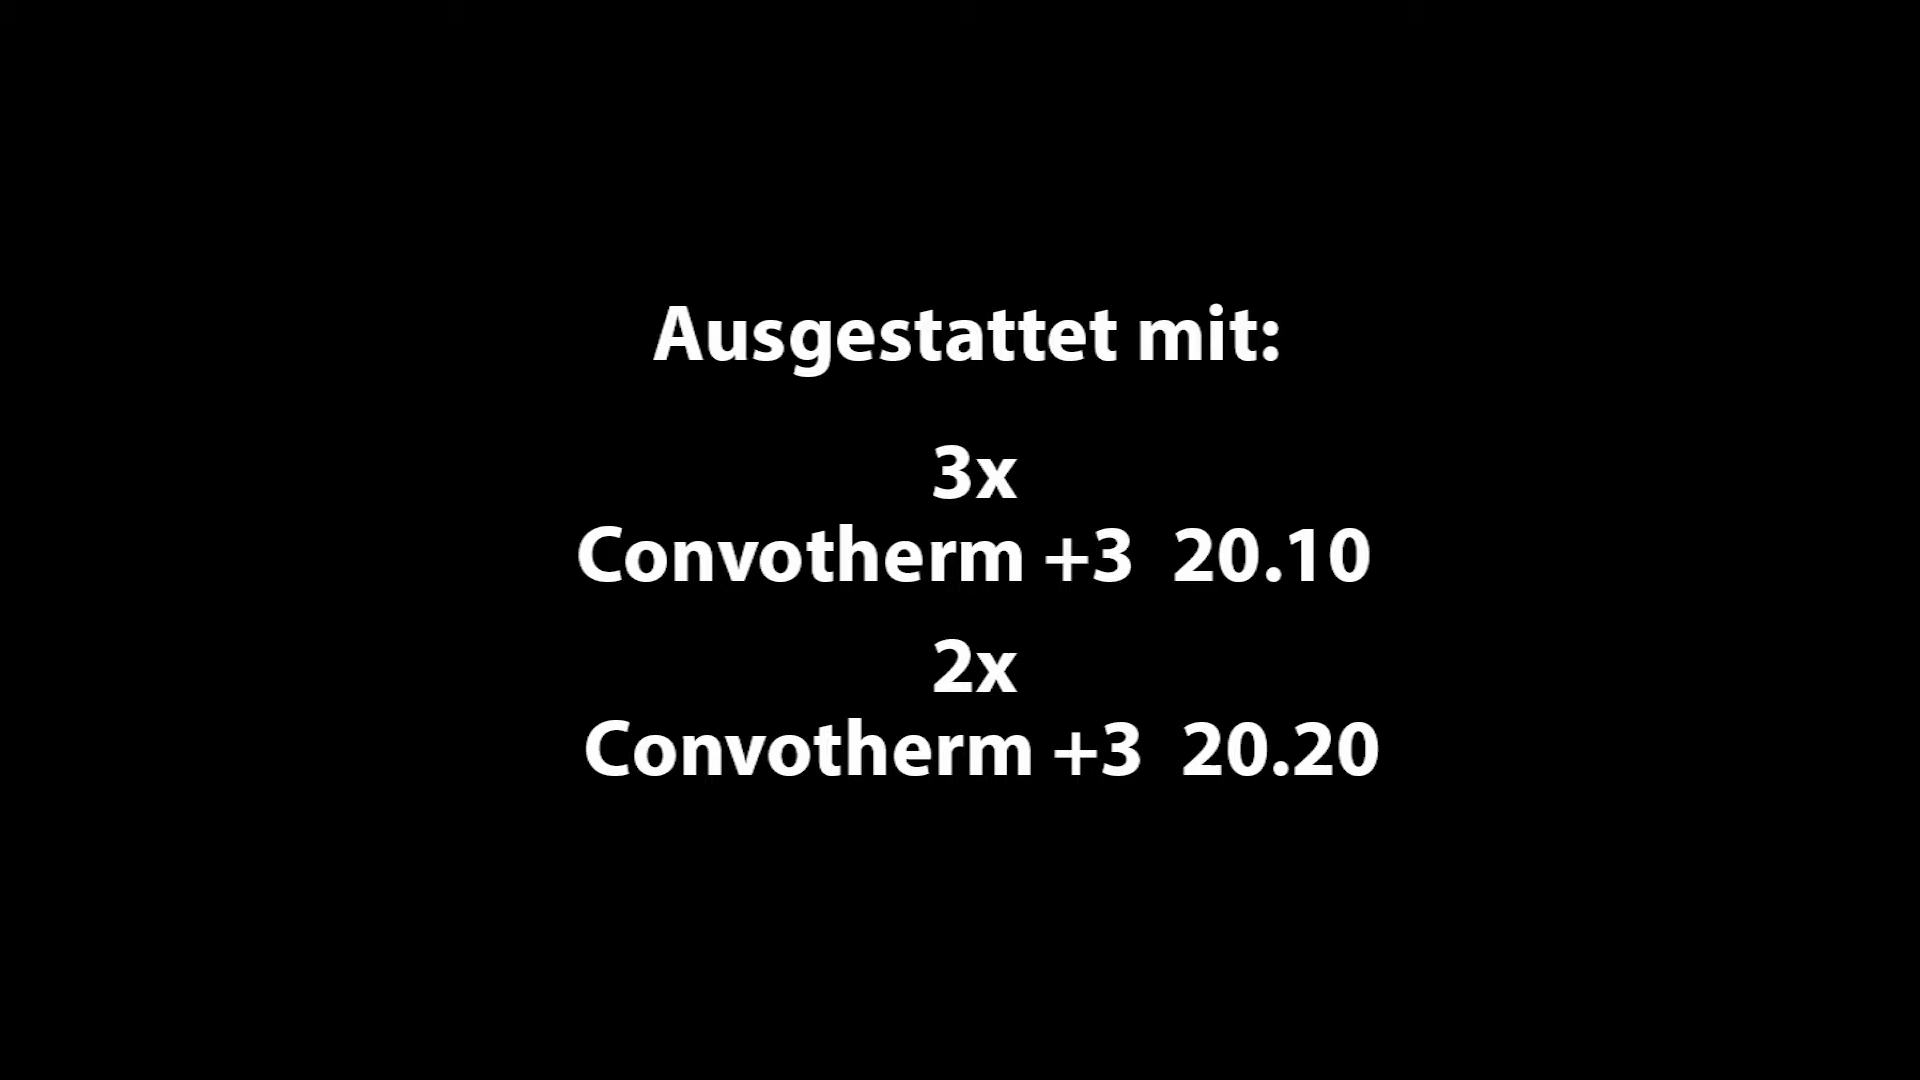 Ausgestattet mit:
3x
Convotherm +3  20.10
2x
Convotherm +3  20.20